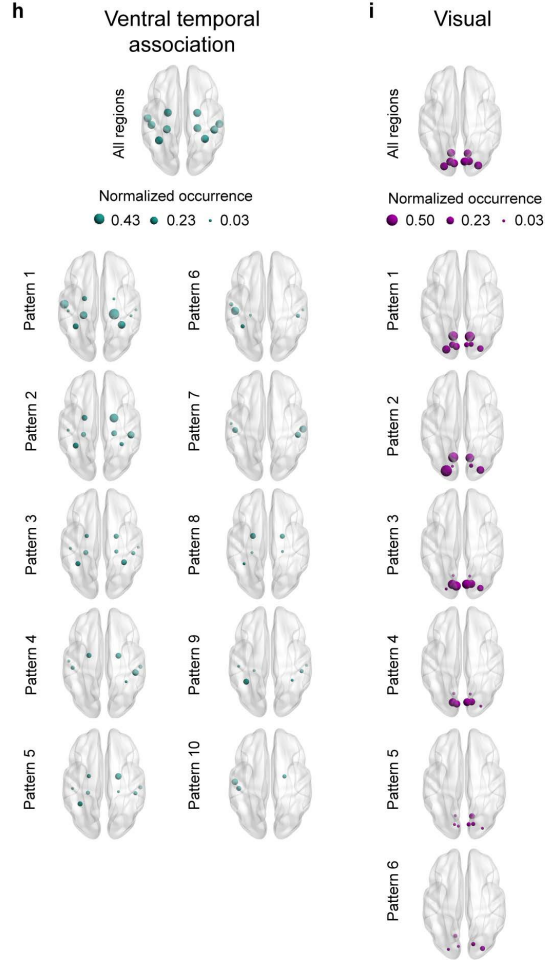 h
Ventral temporal
association
All regions
Normalized occurrence
0.43 0.23 0.03
Pattern 1
Pattern 2
Pattern 3
Pattern 4
Pattern 5
Pattern 6
Pattern 7
Pattern 8
Pattern 9
Pattern 10
i
Visual
All regions
Normalized occurrence
0.50 0.23 0.03
Pattern 1
Pattern 2
Pattern 3
Pattern 4
Pattern 5
Pattern 6